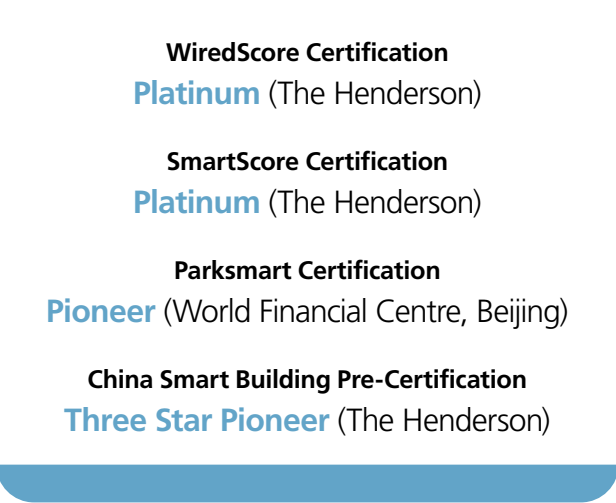 WiredScore Certification
Platinum (The Henderson)
SmartScore Certification
Platinum (The Henderson)
Parksmart Certification
Pioneer (World Financial Centre, Beijing)
China Smart Building Pre-Certification
Three Star Pioneer (The Henderson)